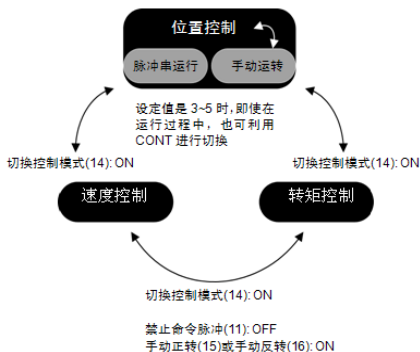 位置控制
脉冲串运行
手动运转
设定值是 3~5 时,即使在
运行过程中，也可利用
CONT 进行切换
切换控制模式(14): ON
切换控制模式(14): ON
速度控制
转矩控制
切换控制模式(14): ON
禁止命令脉冲(11): OFF
手动正转(15)或手动反转(16): ON